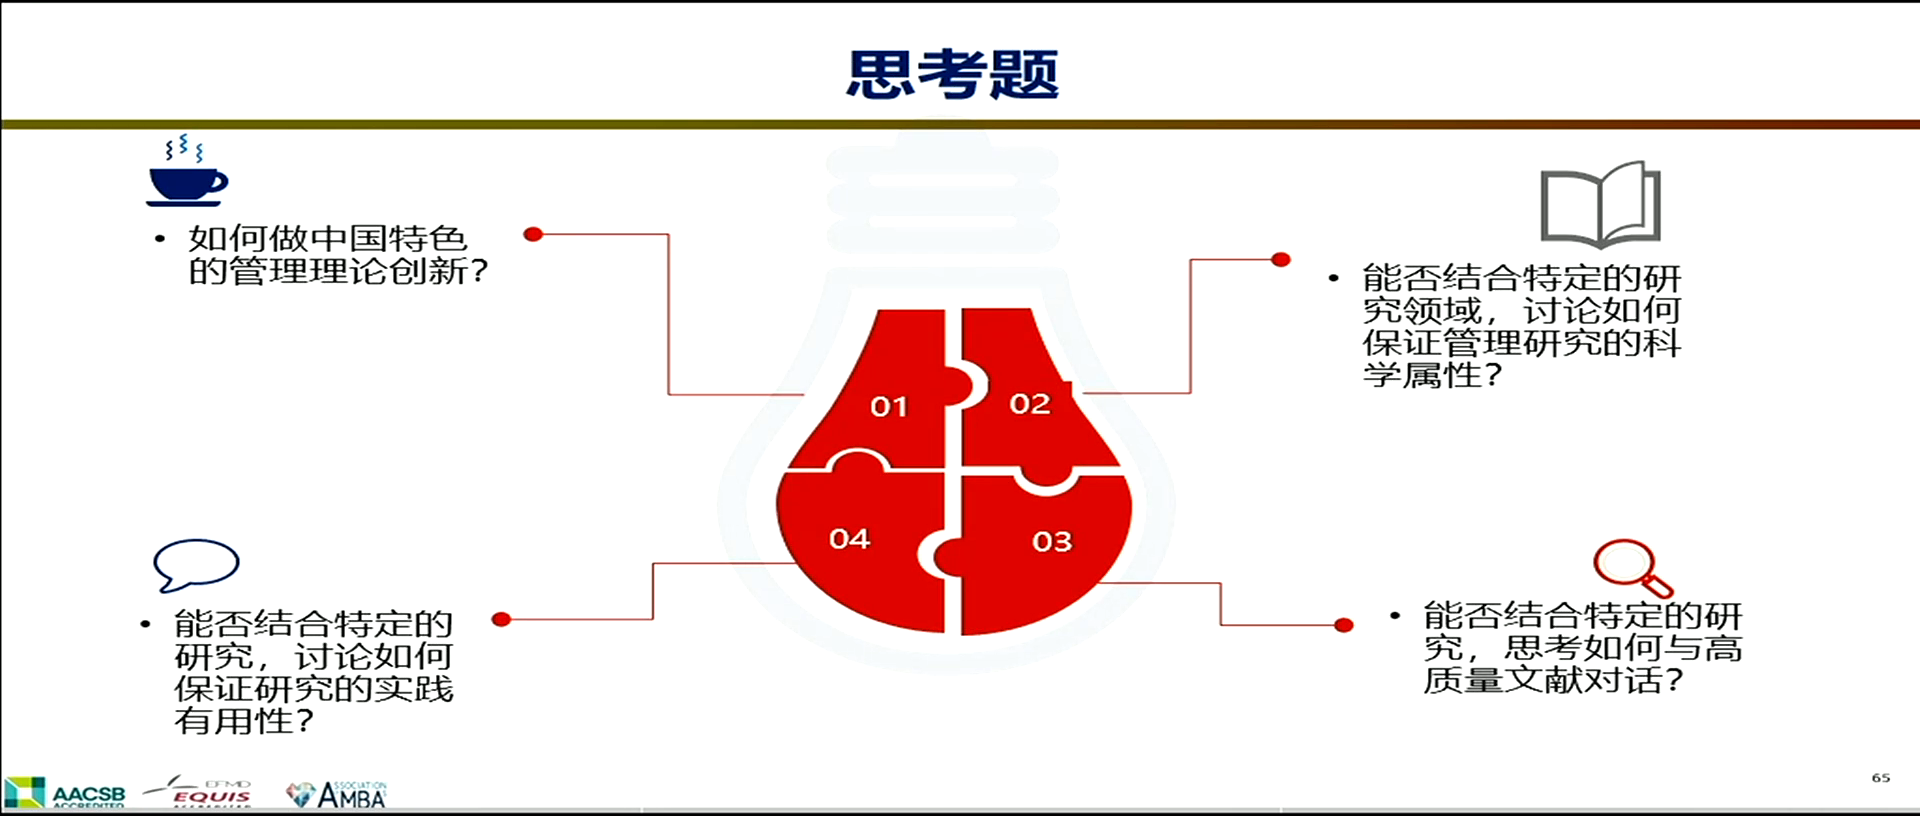 思考题
• 如何做中国特色
的管理理论创新？
• 能否结合特定的研
究领域，讨论如何
保证管理研究的科
学属性？
01
02
04
03
• 能否结合特定的
研究，讨论如何
保证研究的实践
有用性？
• 能否结合特定的研
究，思考如何与高
质量文献对话？
AACSB
ACCREDITED
EFMD
EQUIS
ACCREDITED
ASSOCIATION
AMBA
65